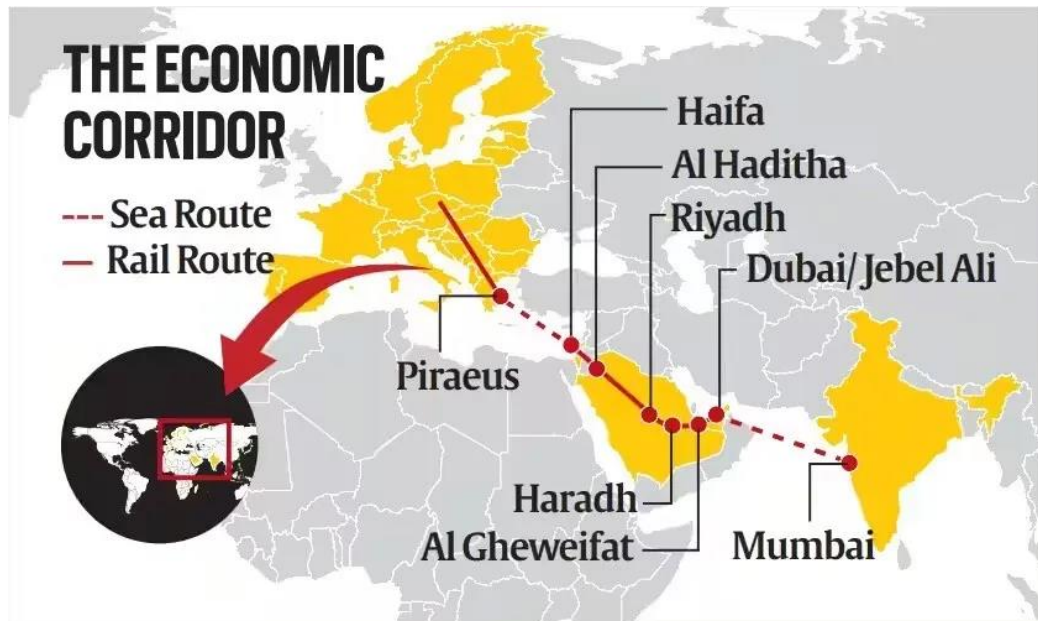 THE ECONOMIC
CORRIDOR
Sea Route
Rail Route
Haifa
Al Haditha
Riyadh
Dubai/ Jebel Ali
Piraeus
Haradh
Al Gheweifat
Mumbai